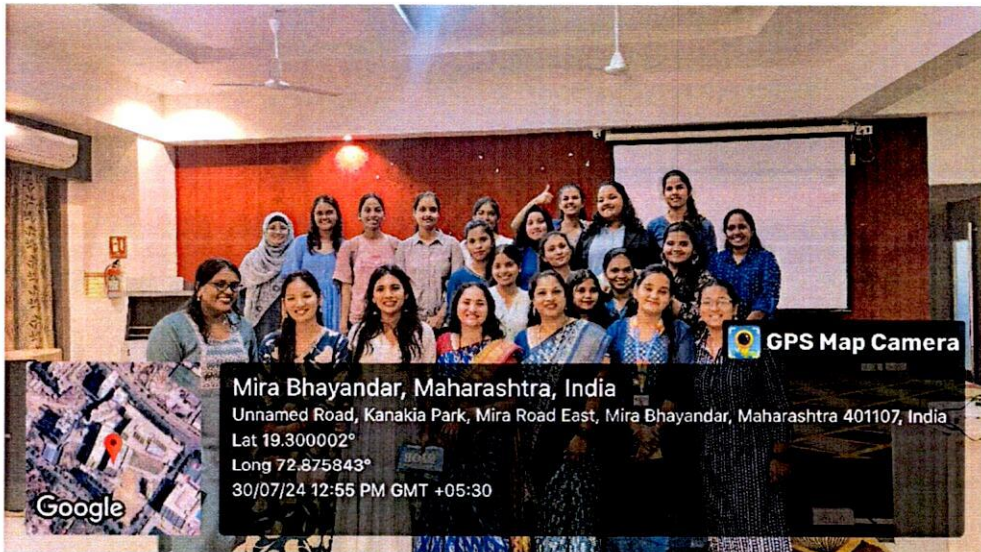 GPS Map Camera
Mira Bhayandar, Maharashtra, India
Unnamed Road, Kanakia Park, Mira Road East, Mira Bhayandar, Maharashtra 401107, India
Lat 19.300002°
Long 72.875843°
30/07/24 12:55 PM GMT +05:30
Google